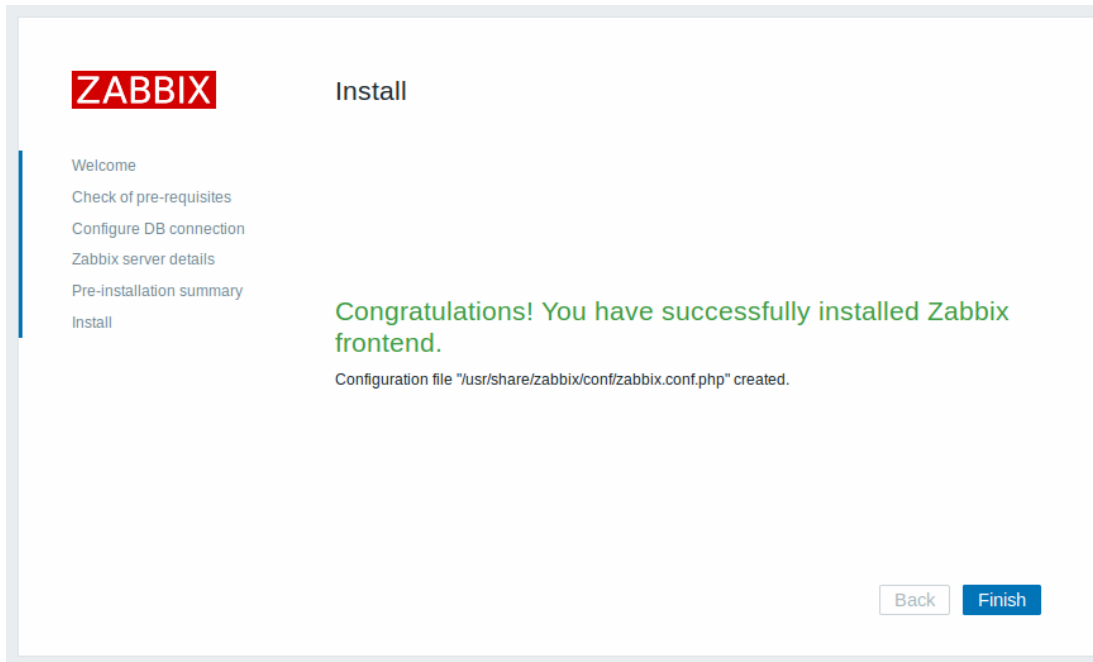 ZABBIX
Install
Welcome
Check of pre-requisites
Configure DB connection
Zabbix server details
Pre-installation summary
Install
Congratulations! You have successfully installed Zabbix
frontend.
Configuration file "/usr/share/zabbix/conf/zabbix.conf.php" created.
Back
Finish